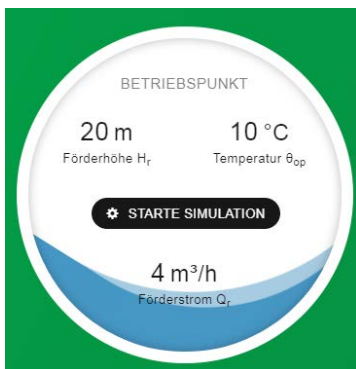 BETRIEBSPUNKT
20 m 10 °C
Förderhöhe Hr Temperatur θop
STARTE SIMULATION
4 m³/h
Förderstrom Qr